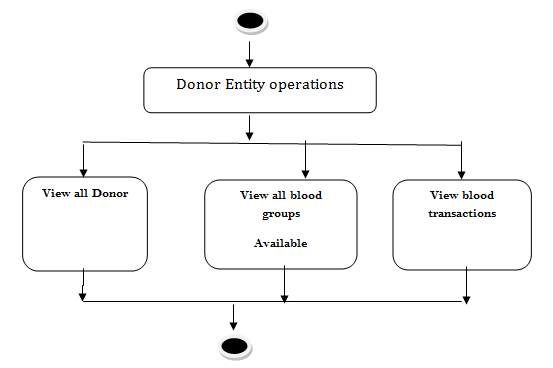 Donor Entity operations
View all Donor
View all blood
groups
Available
View blood
transactions